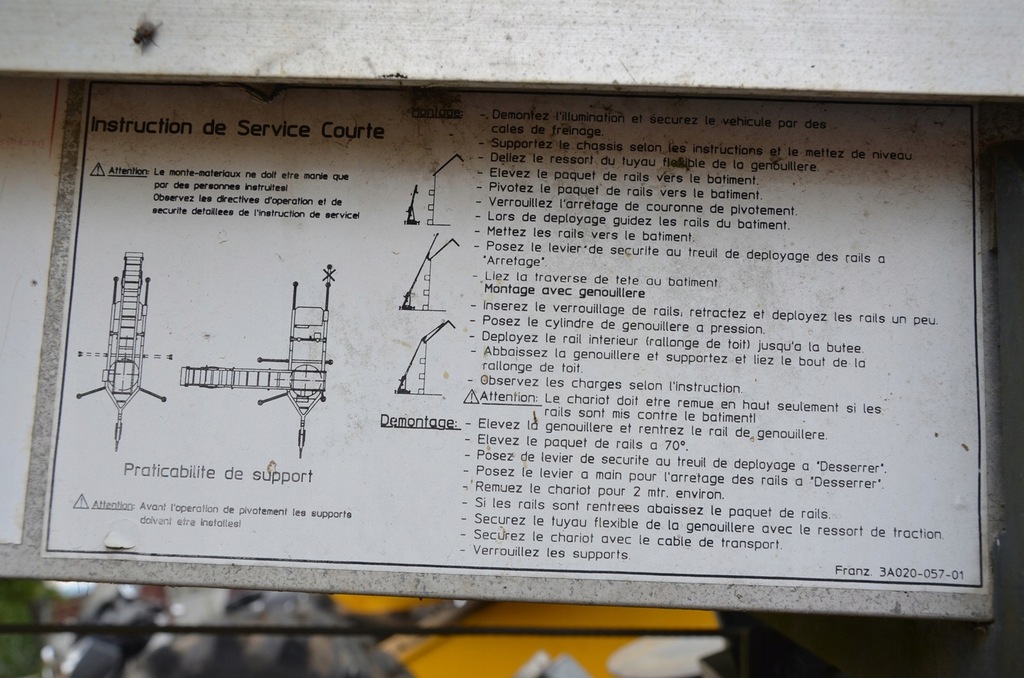 Instruction de Service Courte
Attention: Le monte-materiaux ne doit etre manie que
par des personnes instruites!
Observez les directives d'operation et de
securite detaillees de l'instruction de service!
Praticabilite de support
Attention: Avant l'operation de pivotement les supports
doivent etre installes!
Montage: - Demontez l'illumination et securez le vehicule par des
cales de freinage.
- Supportez le chassis selon les instructions et le mettez de niveau
- Deliez le ressort du tuyau flexible de la genouillere.
- Elevez le paquet de rails vers le batiment.
- Pivotez le paquet de rails vers le batiment.
- Verrouillez l'arretage de couronne de pivotement.
- Lors de deployage guidez les rails du batiment.
- Mettez les rails vers le batiment.
- Posez le levier de securite au treuil de deployage des rails a
"Arretage".
- Liez la traverse de tete au batiment
Montage avec genouillere
- Inserez le verrouillage de rails, retractez et deployez les rails un peu.
- Posez le cylindre de genouillere a pression.
- Deployez le rail interieur (rallonge de toit) jusqu'a la butee.
- Abbaissez la genouillere et supportez et liez le bout de la
rallonge de toit.
- Observez les charges selon l'instruction.
Attention: Le chariot doit etre remue en haut seulement si les
rails sont mis contre le batiment!
Demontage: - Elevez la genouillere et rentrez le rail de genouillere.
- Elevez le paquet de rails a 70°.
- Posez de levier de securite au treuil de deployage a "Desserrer".
- Posez le levier a main pour l'arretage des rails a "Desserrer".
- Remuez le chariot pour 2 mtr. environ.
- Si les rails sont rentrees abaissez le paquet de rails.
- Securez le tuyau flexible de la genouillere avec le ressort de traction.
- Securez le chariot avec le cable de transport.
- Verrouillez les supports.
Franz. 3A020-057-01